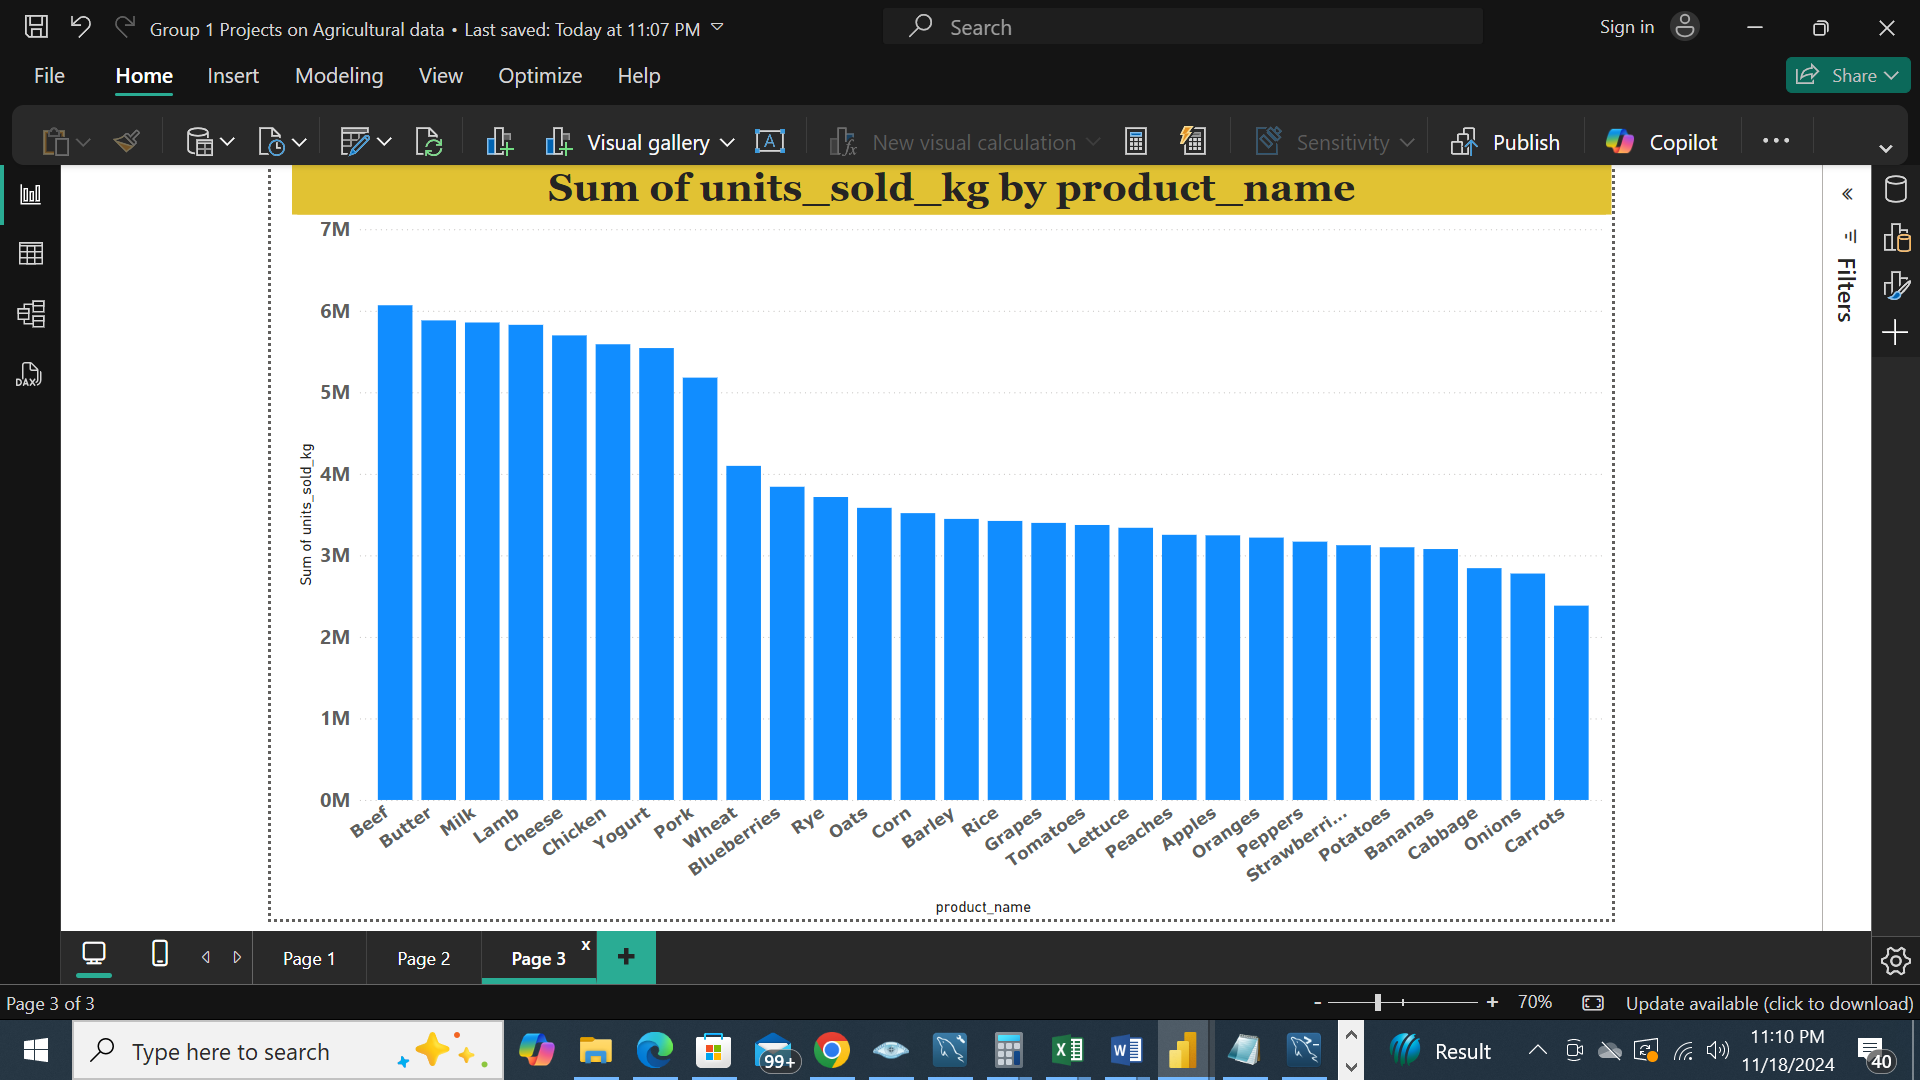 Group 1 Projects on Agricultural data • Last saved: Today at 11:07 PM
Search
Sign in
File Home Insert Modeling View Optimize Help
Share
Visual gallery
A
New visual calculation
Sensitivity
Publish
Copilot
Sum of units_sold_kg by product_name
Filters
DAX
Sum of units_sold_kg
7M
6M
5M
4M
3M
2M
1M
0M
Beef
Butter
Milk
Lamb
Cheese
Chicken
Yogurt
Pork
Wheat
Blueberries
Rye
Oats
Corn
Barley
Rice
Grapes
Tomatoes
Lettuce
Peaches
Apples
Oranges
Peppers
Strawberri...
Potatoes
Bananas
Cabbage
Onions
Carrots
product_name
Page 1
Page 2
Page 3
x
+
Page 3 of 3
- + 70%
Update available (click to download)
Type here to search
99+
Result
11:10 PM
11/18/2024
40